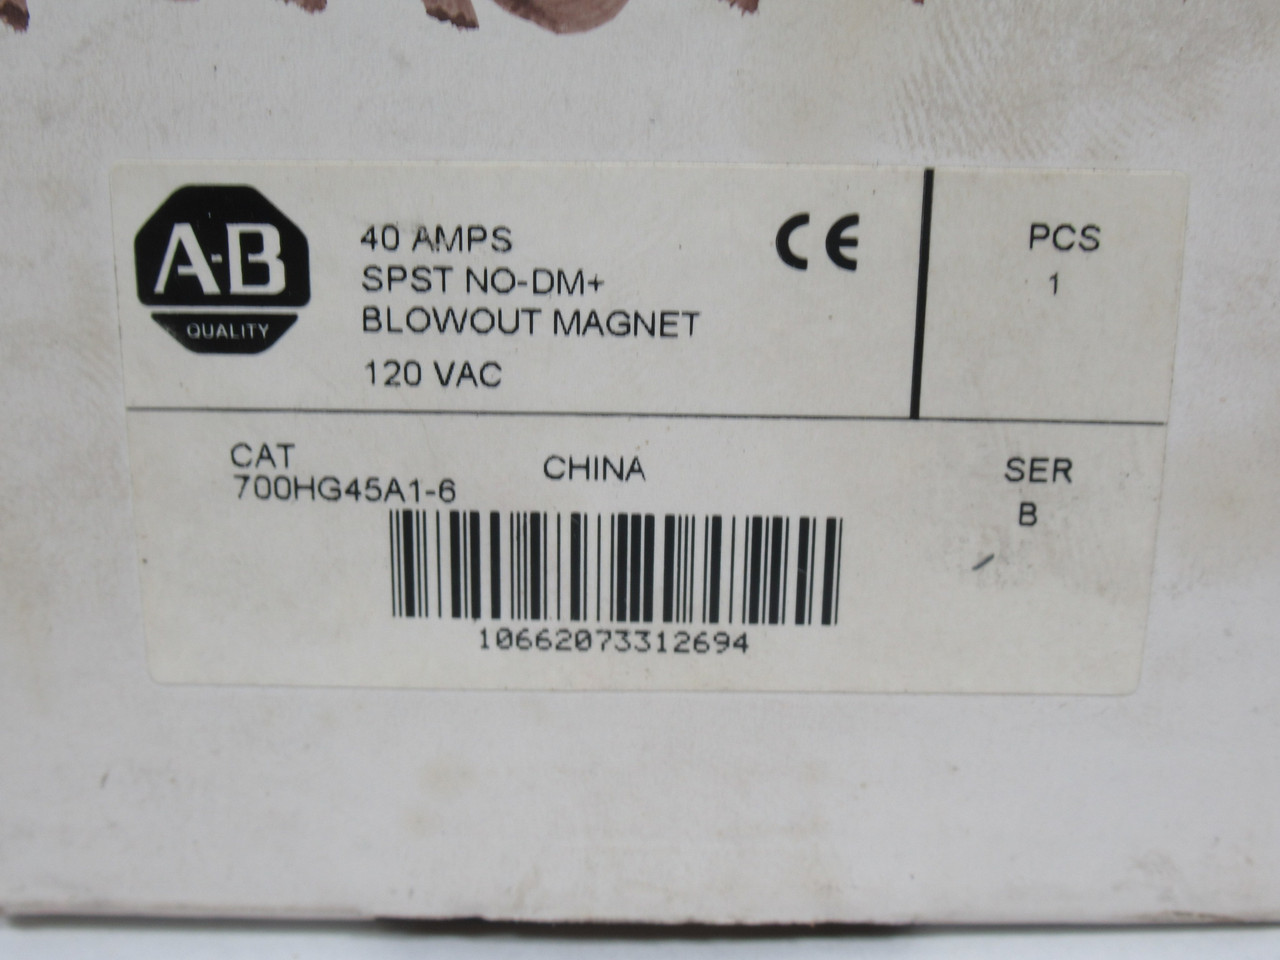 A-B
QUALITY
40 AMPS
SPST NO-DM+
BLOWOUT MAGNET
120 VAC
CE
PCS
1
CAT
700HG45A1-6
CHINA
SER
B
10662073312694